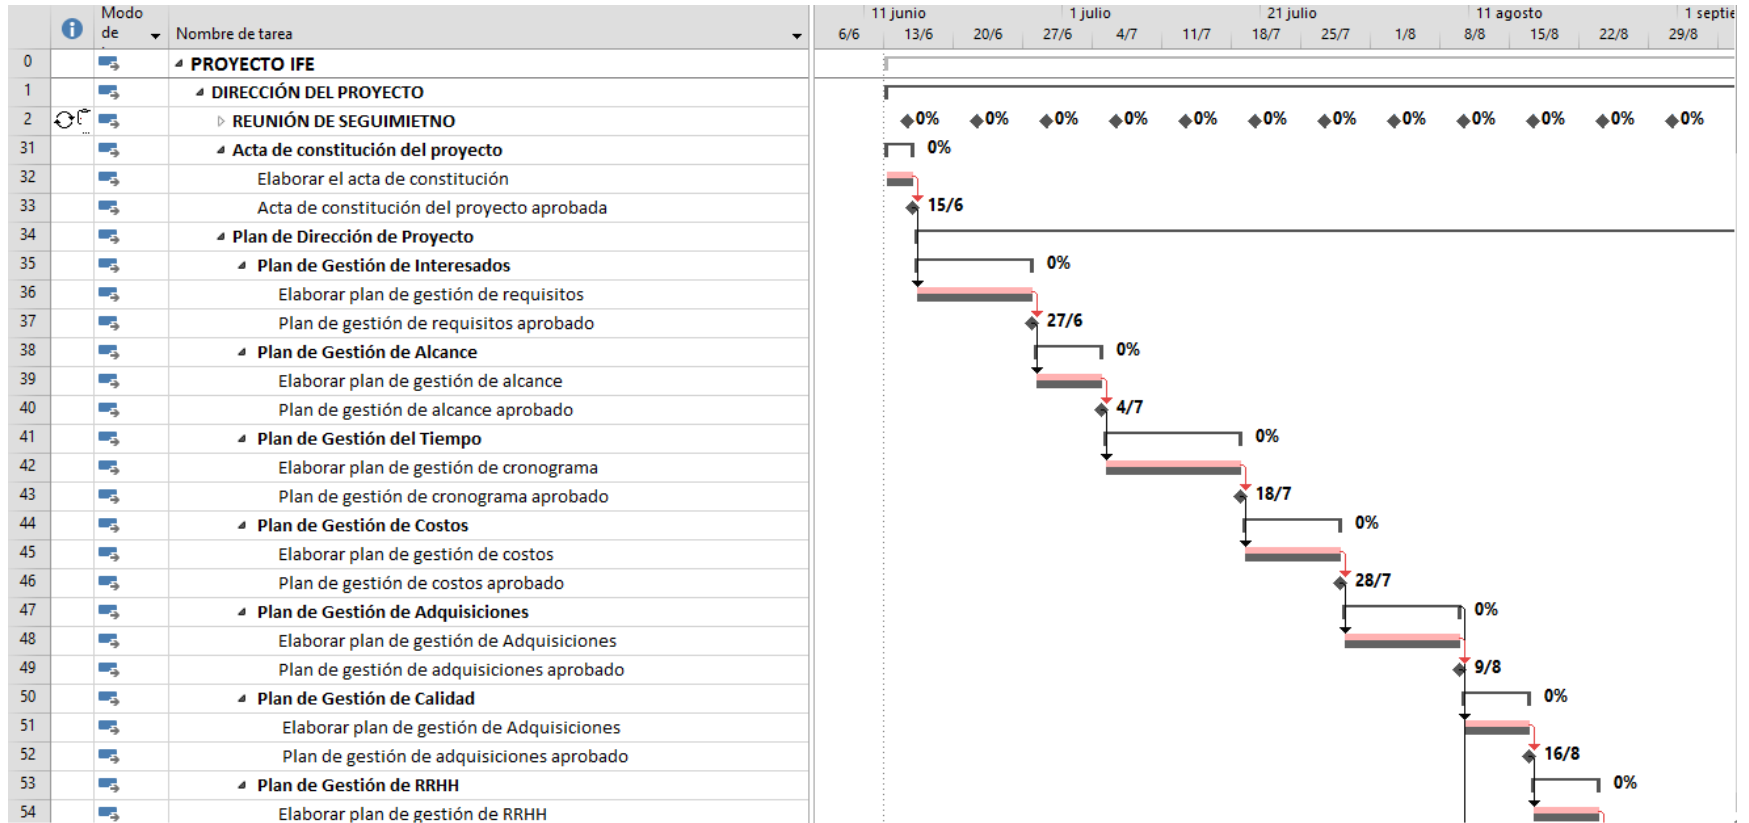 Modo de Nombre de tarea
11 junio 1 julio 21 julio 11 agosto 1 septie
6/6 13/6 20/6 27/6 4/7 11/7 18/7 25/7 1/8 8/8 15/8 22/8 29/8
0 PROYECTO IFE
1 DIRECCIÓN DEL PROYECTO
2 REUNIÓN DE SEGUIMIETNO 0% 0% 0% 0% 0% 0% 0% 0% 0% 0% 0% 0%
31 Acta de constitución del proyecto 0%
32 Elaborar el acta de constitución
33 Acta de constitución del proyecto aprobada 15/6
34 Plan de Dirección de Proyecto
35 Plan de Gestión de Interesados 0%
36 Elaborar plan de gestión de requisitos
37 Plan de gestión de requisitos aprobado 27/6
38 Plan de Gestión de Alcance 0%
39 Elaborar plan de gestión de alcance
40 Plan de gestión de alcance aprobado 4/7
41 Plan de Gestión del Tiempo 0%
42 Elaborar plan de gestión de cronograma
43 Plan de gestión de cronograma aprobado 18/7
44 Plan de Gestión de Costos 0%
45 Elaborar plan de gestión de costos
46 Plan de gestión de costos aprobado 28/7
47 Plan de Gestión de Adquisiciones 0%
48 Elaborar plan de gestión de Adquisiciones
49 Plan de gestión de adquisiciones aprobado 9/8
50 Plan de Gestión de Calidad 0%
51 Elaborar plan de gestión de Adquisiciones
52 Plan de gestión de adquisiciones aprobado 16/8
53 Plan de Gestión de RRHH 0%
54 Elaborar plan de gestión de RRHH